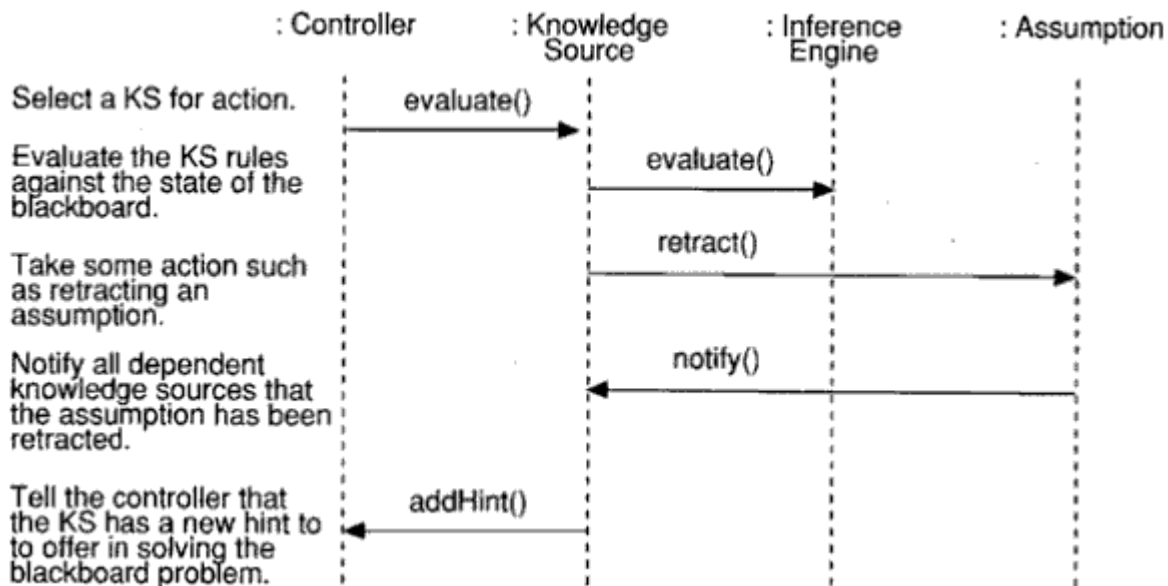 : Controller
: Knowledge
Source
: Inference
Engine
: Assumption
Select a KS for action.
evaluate()
Evaluate the KS rules
against the state of the
blackboard.
evaluate()
Take some action such
as retracting an
assumption.
retract()
Notify all dependent
knowledge sources that
the assumption has been
retracted.
notify()
Tell the controller that
the KS has a new hint to
to offer in solving the
blackboard problem.
addHint()